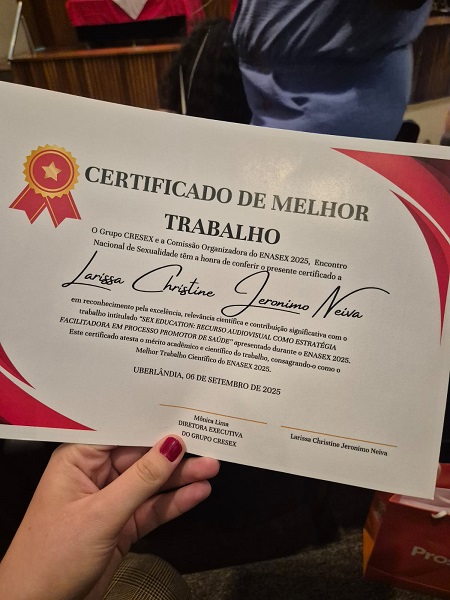 CERTIFICADO DE MELHOR
TRABALHO
O Grupo CRESEX e a Comissão Organizadora do ENASEX 2025, Encontro
Nacional de Sexualidade têm a honra de conferir o presente certificado a
Larissa Christine Jeronimo Neiva
em reconhecimento pela excelência, relevância científica e contribuição significativa com o
trabalho intitulado "SEX EDUCATION: RECURSO AUDIOVISUAL COMO ESTRATÉGIA
FACILITADORA EM PROCESSO PROMOTOR DE SAÚDE" apresentado durante o ENASEX 2025.
Este certificado atesta o mérito acadêmico e científico do trabalho, consagrando-o como o
Melhor Trabalho Científico do ENASEX 2025.
UBERLÂNDIA, 06 DE SETEMBRO DE 2025
Mônica Lima
DIRETORA EXECUTIVA
DO GRUPO CRESEX
Larissa Christine Jeronimo Neiva